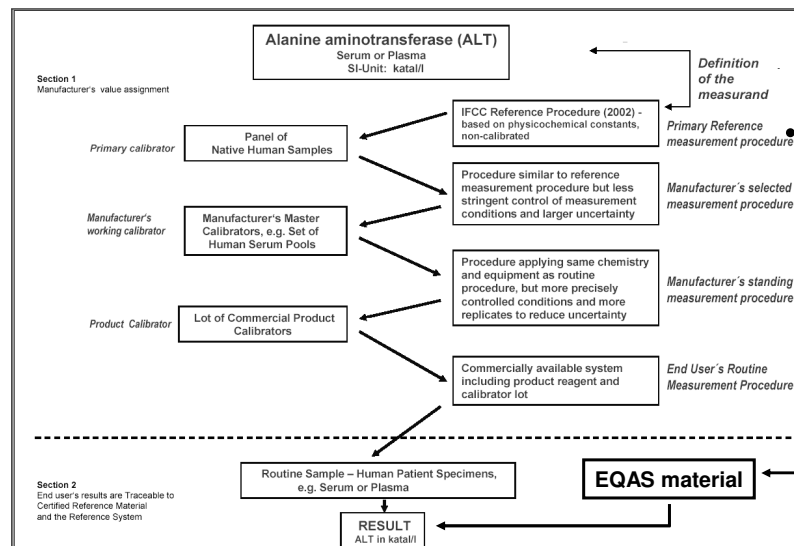 Alanine aminotransferase (ALT)
Serum or Plasma
SI-Unit: katal/l
Definition
of the
measurand
Section 1
Manufacturer's value assignment
IFCC Reference Procedure (2002) -
based on physicochemical constants,
non-calibrated
Primary Reference
measurement procedure
Primary calibrator
Panel of
Native Human Samples
Procedure similar to reference
measurement procedure but less
stringent control of measurement
conditions and larger uncertainty
Manufacturer´s selected
measurement procedure
Manufacturer's
working calibrator
Manufacturer's Master
Calibrators, e.g. Set of
Human Serum Pools
Procedure applying same chemistry
and equipment as routine
procedure, but more precisely
controlled conditions and more
replicates to reduce uncertainty
Manufacturer´s standing
measurement procedure
Product Calibrator
Lot of Commercial Product
Calibrators
Commercially available system
including product reagent and
calibrator lot
End User´s Routine
Measurement Procedure
Section 2
End user's results are Traceable to
Certified Reference Material
and the Reference System
Routine Sample – Human Patient Specimens,
e.g. Serum or Plasma
EQAS material
RESULT
ALT in katal/l